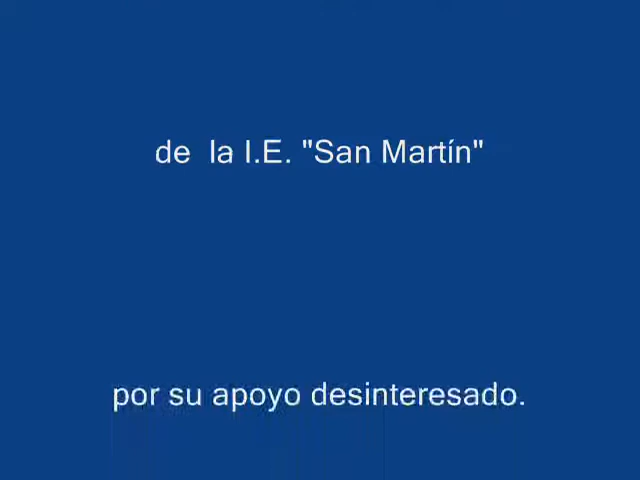 de la I.E. "San Martín"
por su apoyo desinteresado.